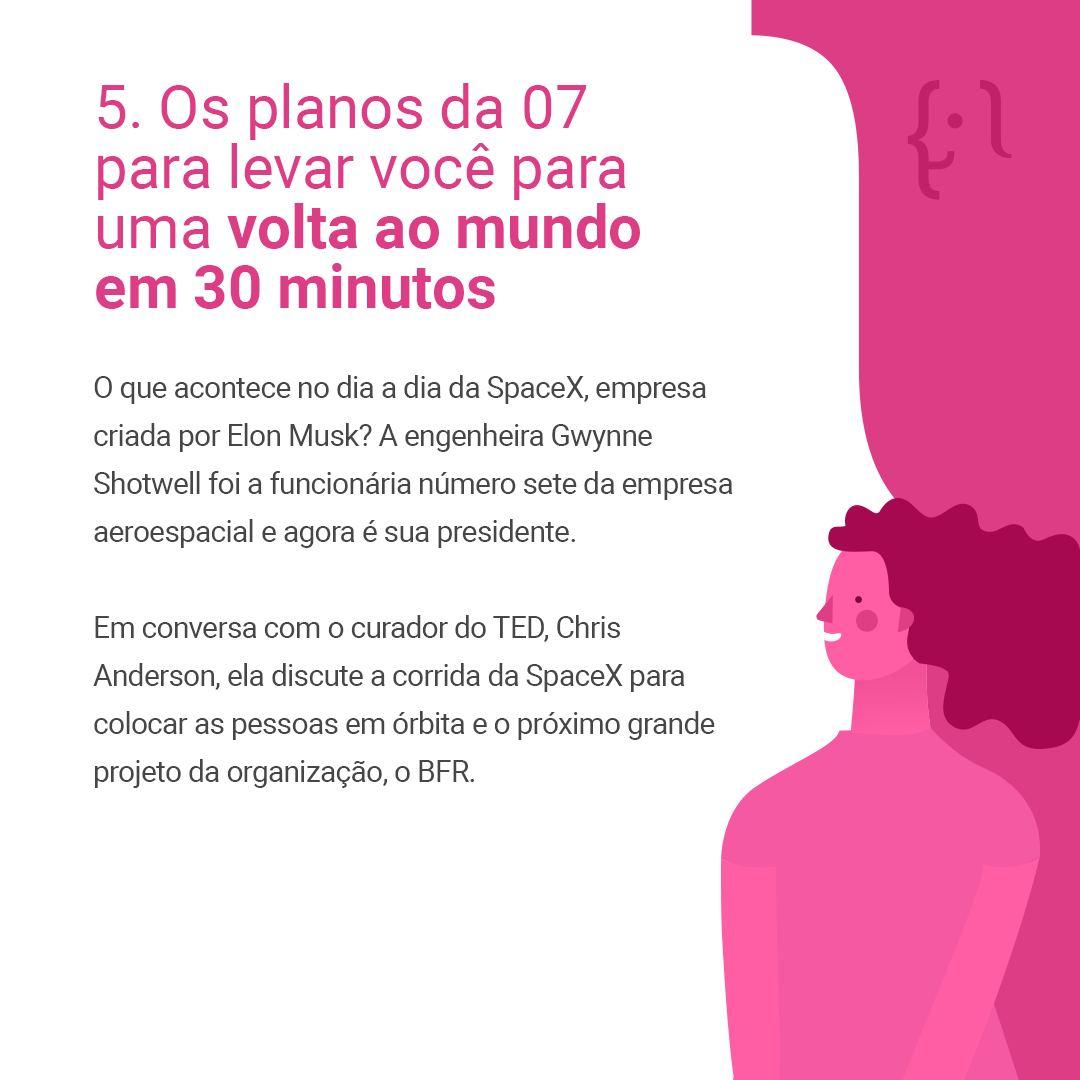 5. Os planos da 07
para levar você para
uma volta ao mundo
em 30 minutos
O que acontece no dia a dia da SpaceX, empresa
criada por Elon Musk? A engenheira Gwynne
Shotwell foi a funcionária número sete da empresa
aeroespacial e agora é sua presidente.
Em conversa com o curador do TED, Chris
Anderson, ela discute a corrida da SpaceX para
colocar as pessoas em órbita e o próximo grande
projeto da organização, o BFR.